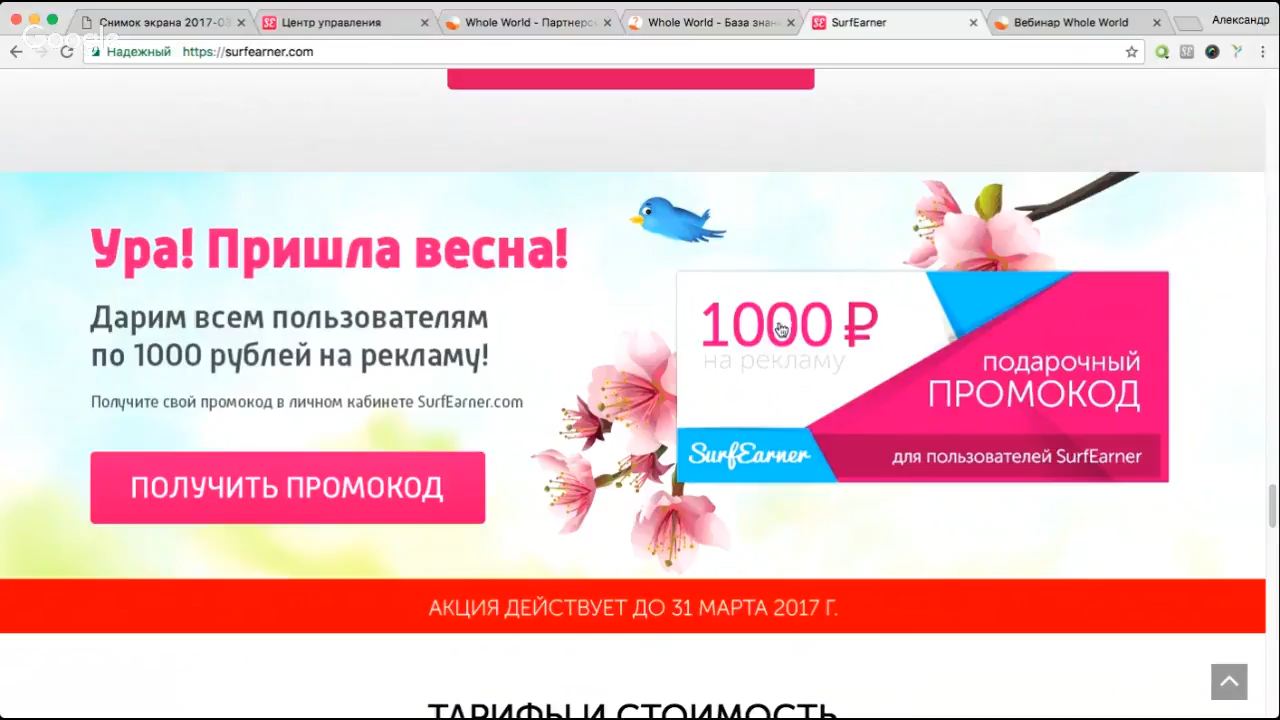 Снимок экрана 2017-03
Центр управления
Whole World - Партнерс
Whole World - База знан
SurfEarner
Вебинар Whole World
Александр
Google
Надежный
https://surfearner.com
Ура! Пришла весна!
Дарим всем пользователям
по 1000 рублей на рекламу!
Получите свой промокод в личном кабинете SurfEarner.com
ПОЛУЧИТЬ ПРОМОКОД
1000 ₽
на рекламу
подарочный
ПРОМОКОД
SurfEarner
для пользователей SurfEarner
АКЦИЯ ДЕЙСТВУЕТ ДО 31 МАРТА 2017 Г.
ТАРИФЫ И СТОИМОСТЬ